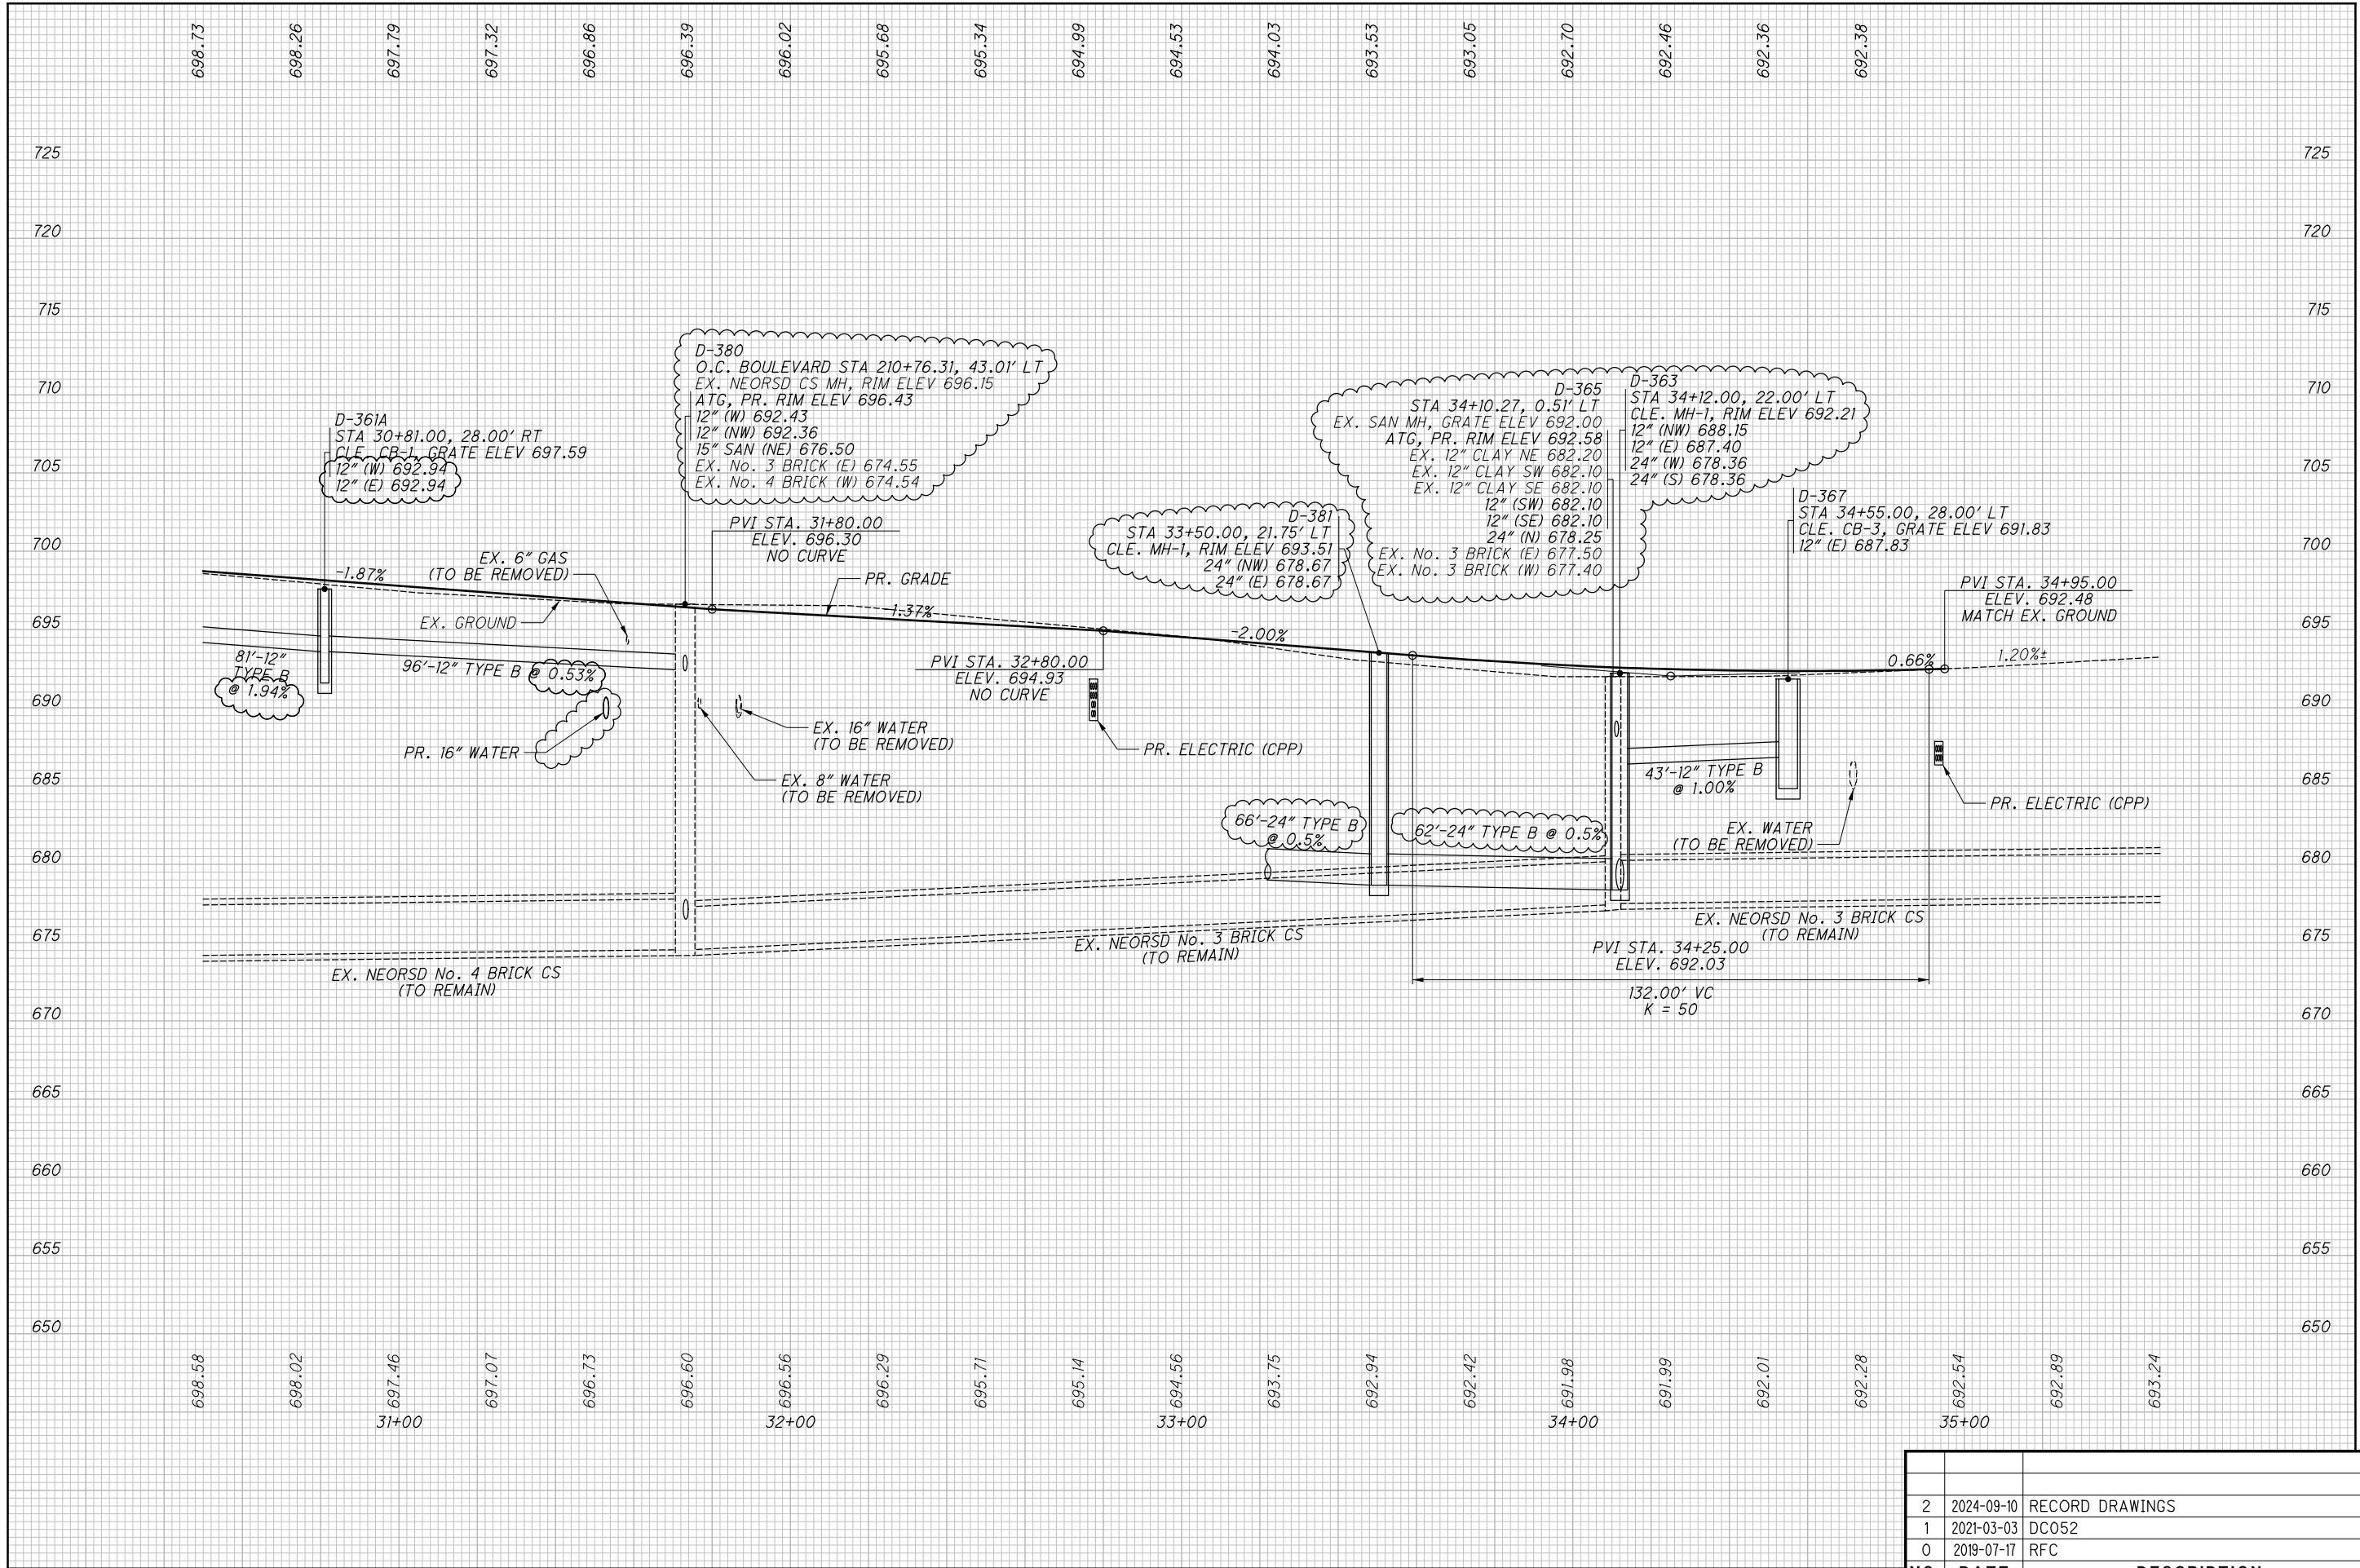 698.73 698.26 697.79 697.32 696.86 696.39 696.02 695.68 695.34 694.99 694.53 694.03 693.53 693.05 692.70 692.46 692.36 692.38
725 725
720 720
715 715
710 710
705 705
700 700
695 695
690 690
685 685
680 680
675 675
670 670
665 665
660 660
655 655
650 650
D-361A
STA 30+81.00, 28.00' RT
CLE. CB-1, GRATE ELEV 697.59
12" (W) 692.94
12" (E) 692.94
D-380
O.C. BOULEVARD STA 210+76.31, 43.01' LT
EX. NEORSD CS MH, RIM ELEV 696.15
ATG, PR. RIM ELEV 696.43
12" (W) 692.43
12" (NW) 692.36
15" SAN (NE) 676.50
EX. No. 3 BRICK (E) 674.55
EX. No. 4 BRICK (W) 674.54
D-381
STA 33+50.00, 21.75' LT
CLE. MH-1, RIM ELEV 693.51
24" (NW) 678.67
24" (E) 678.67
D-365
STA 34+10.27, 0.51' LT
EX. SAN MH, GRATE ELEV 692.00
ATG, PR. RIM ELEV 692.58
EX. 12" CLAY NE 682.20
EX. 12" CLAY SW 682.10
EX. 12" CLAY SE 682.10
12" (SW) 682.10
12" (SE) 682.10
24" (N) 678.25
EX. No. 3 BRICK (E) 677.50
EX. No. 3 BRICK (W) 677.40
D-363
STA 34+12.00, 22.00' LT
CLE. MH-1, RIM ELEV 692.21
12" (NW) 688.15
12" (E) 687.40
24" (W) 678.36
24" (S) 678.36
D-367
STA 34+55.00, 28.00' LT
CLE. CB-3, GRATE ELEV 691.83
12" (E) 687.83
PVI STA. 31+80.00
ELEV. 696.30
NO CURVE
EX. 6" GAS
(TO BE REMOVED)
-1.87%
PR. GRADE
-1.37%
EX. GROUND
-2.00%
PVI STA. 34+95.00
ELEV. 692.48
MATCH EX. GROUND
0.66%
1.20%±
81'-12"
TYPE B
@ 1.94%
96'-12" TYPE B @ 0.53%
PVI STA. 32+80.00
ELEV. 694.93
NO CURVE
PR. 16" WATER
EX. 16" WATER
(TO BE REMOVED)
EX. 8" WATER
(TO BE REMOVED)
PR. ELECTRIC (CPP)
43'-12" TYPE B
@ 1.00%
PR. ELECTRIC (CPP)
66'-24" TYPE B
@ 0.5%
62'-24" TYPE B @ 0.5%
EX. WATER
(TO BE REMOVED)
EX. NEORSD No. 3 BRICK CS
(TO REMAIN)
EX. NEORSD No. 3 BRICK CS
(TO REMAIN)
EX. NEORSD No. 4 BRICK CS
(TO REMAIN)
PVI STA. 34+25.00
ELEV. 692.03
132.00' VC
K = 50
698.58 698.02 697.46 697.07 696.73 696.60 696.56 696.29 695.71 695.14 694.56 693.75 692.94 692.42 691.98 691.99 692.01 692.28 692.54 692.89 693.24
31+00 32+00 33+00 34+00 35+00
2 2024-09-10 RECORD DRAWINGS
1 2021-03-03 DC052
0 2019-07-17 RFC
NO DATE DESCRIPTION